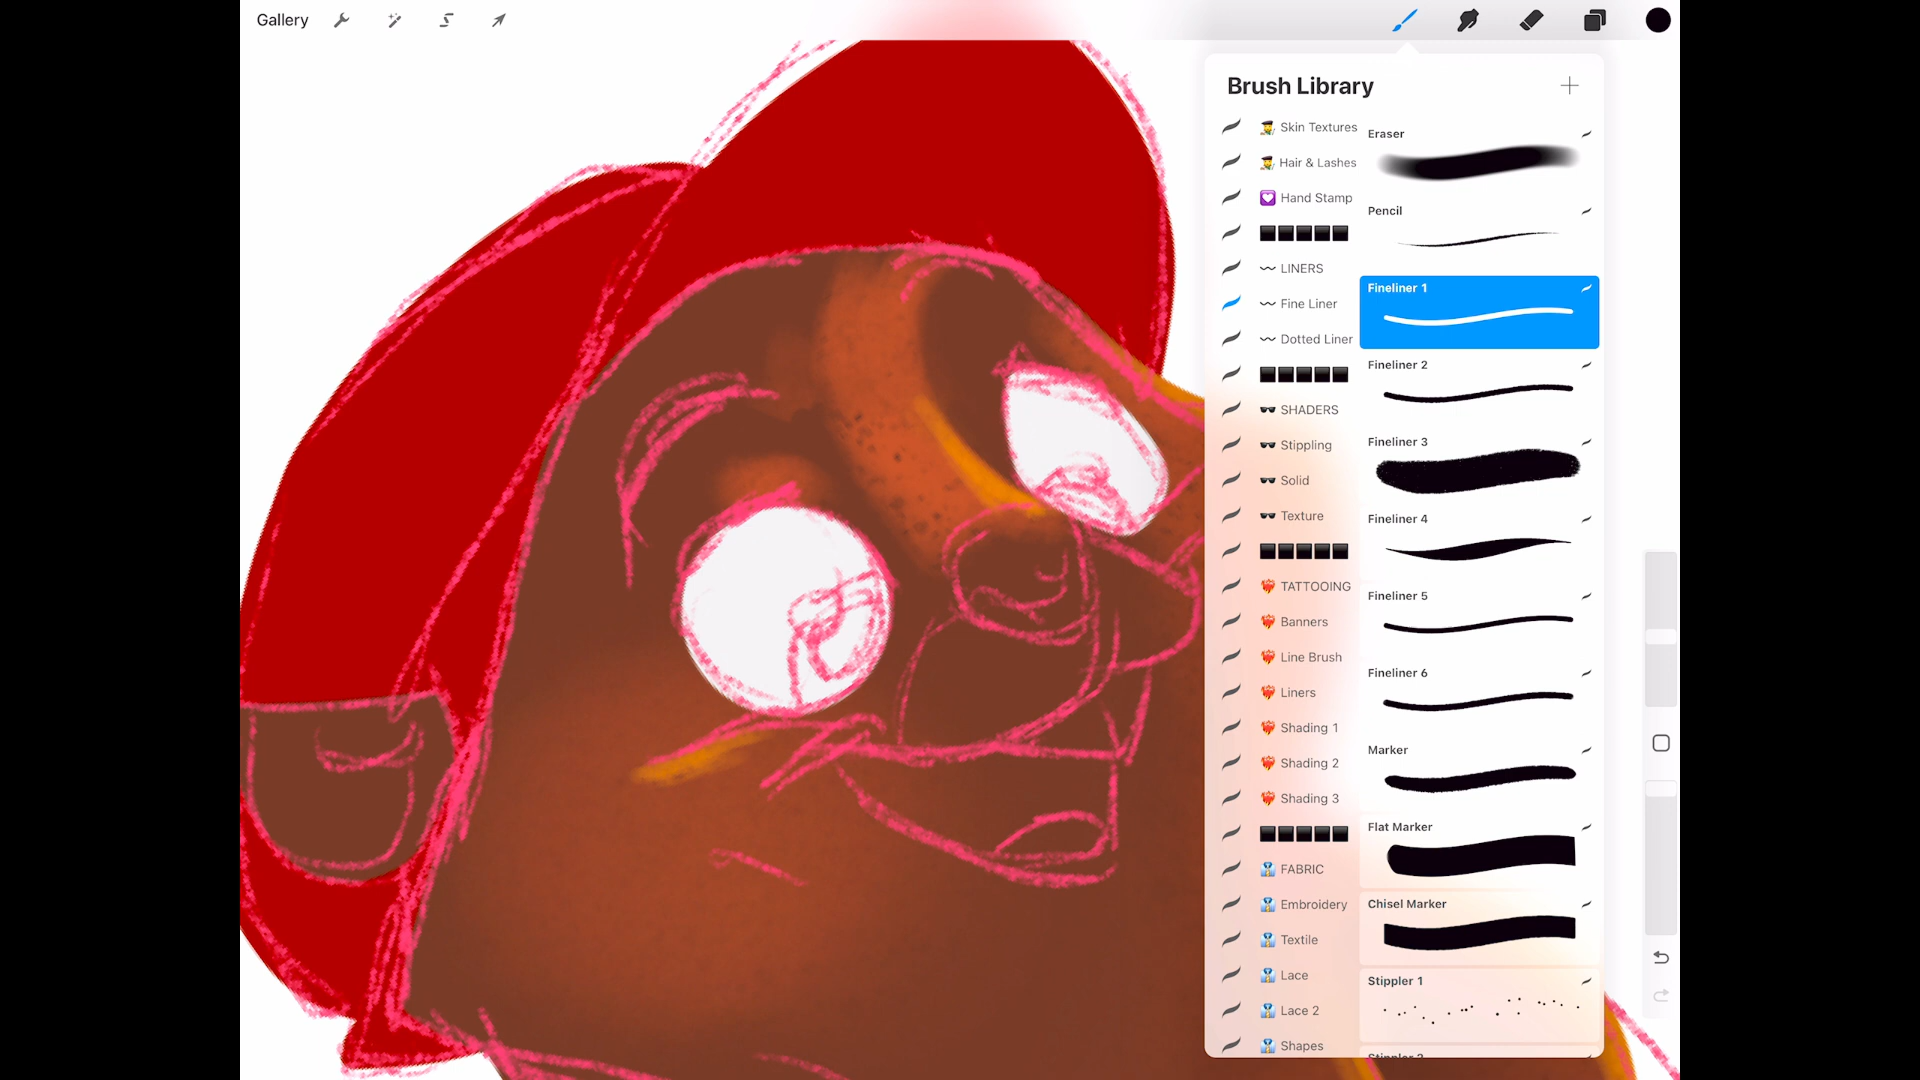 Gallery
Brush Library
Skin Textures
Hair & Lashes
Hand Stamp
LINERS
Fine Liner
Dotted Liner
SHADERS
Stippling
Solid
Texture
TATTOOING
Banners
Line Brush
Liners
Shading 1
Shading 2
Shading 3
FABRIC
Embroidery
Textile
Lace
Lace 2
Shapes
Eraser
Pencil
Fineliner 1
Fineliner 2
Fineliner 3
Fineliner 4
Fineliner 5
Fineliner 6
Marker
Flat Marker
Chisel Marker
Stippler 1
Stippler 2